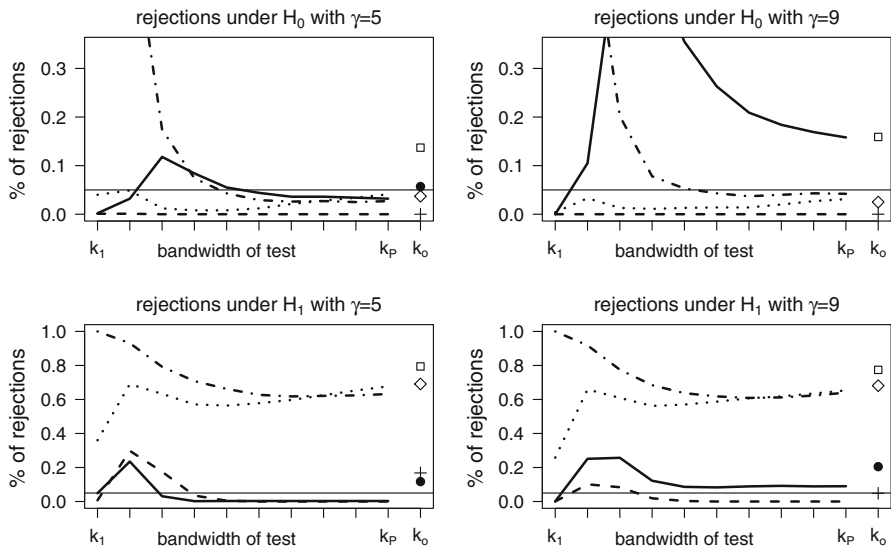 rejections under H₀ with γ=5
% of rejections
0.3
0.2
0.1
0.0
k₁ bandwidth of test kP kₒ
rejections under H₀ with γ=9
% of rejections
0.3
0.2
0.1
0.0
k₁ bandwidth of test kP kₒ
rejections under H₁ with γ=5
% of rejections
1.0
0.8
0.6
0.4
0.2
0.0
k₁ bandwidth of test kP kₒ
rejections under H₁ with γ=9
% of rejections
1.0
0.8
0.6
0.4
0.2
0.0
k₁ bandwidth of test kP kₒ